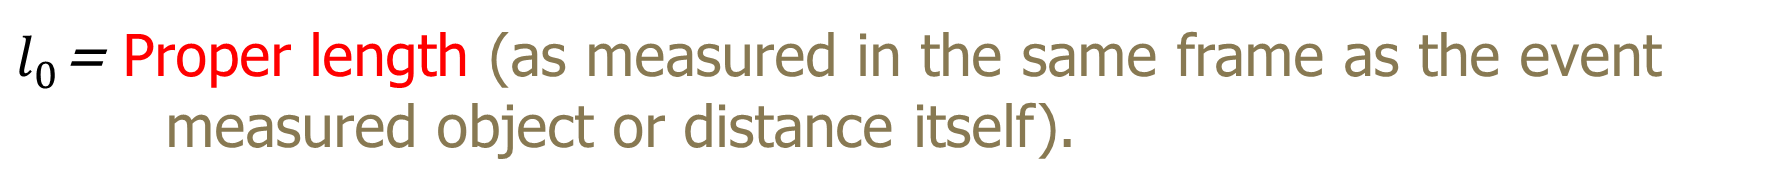 l₀ = Proper length (as measured in the same frame as the event
measured object or distance itself).